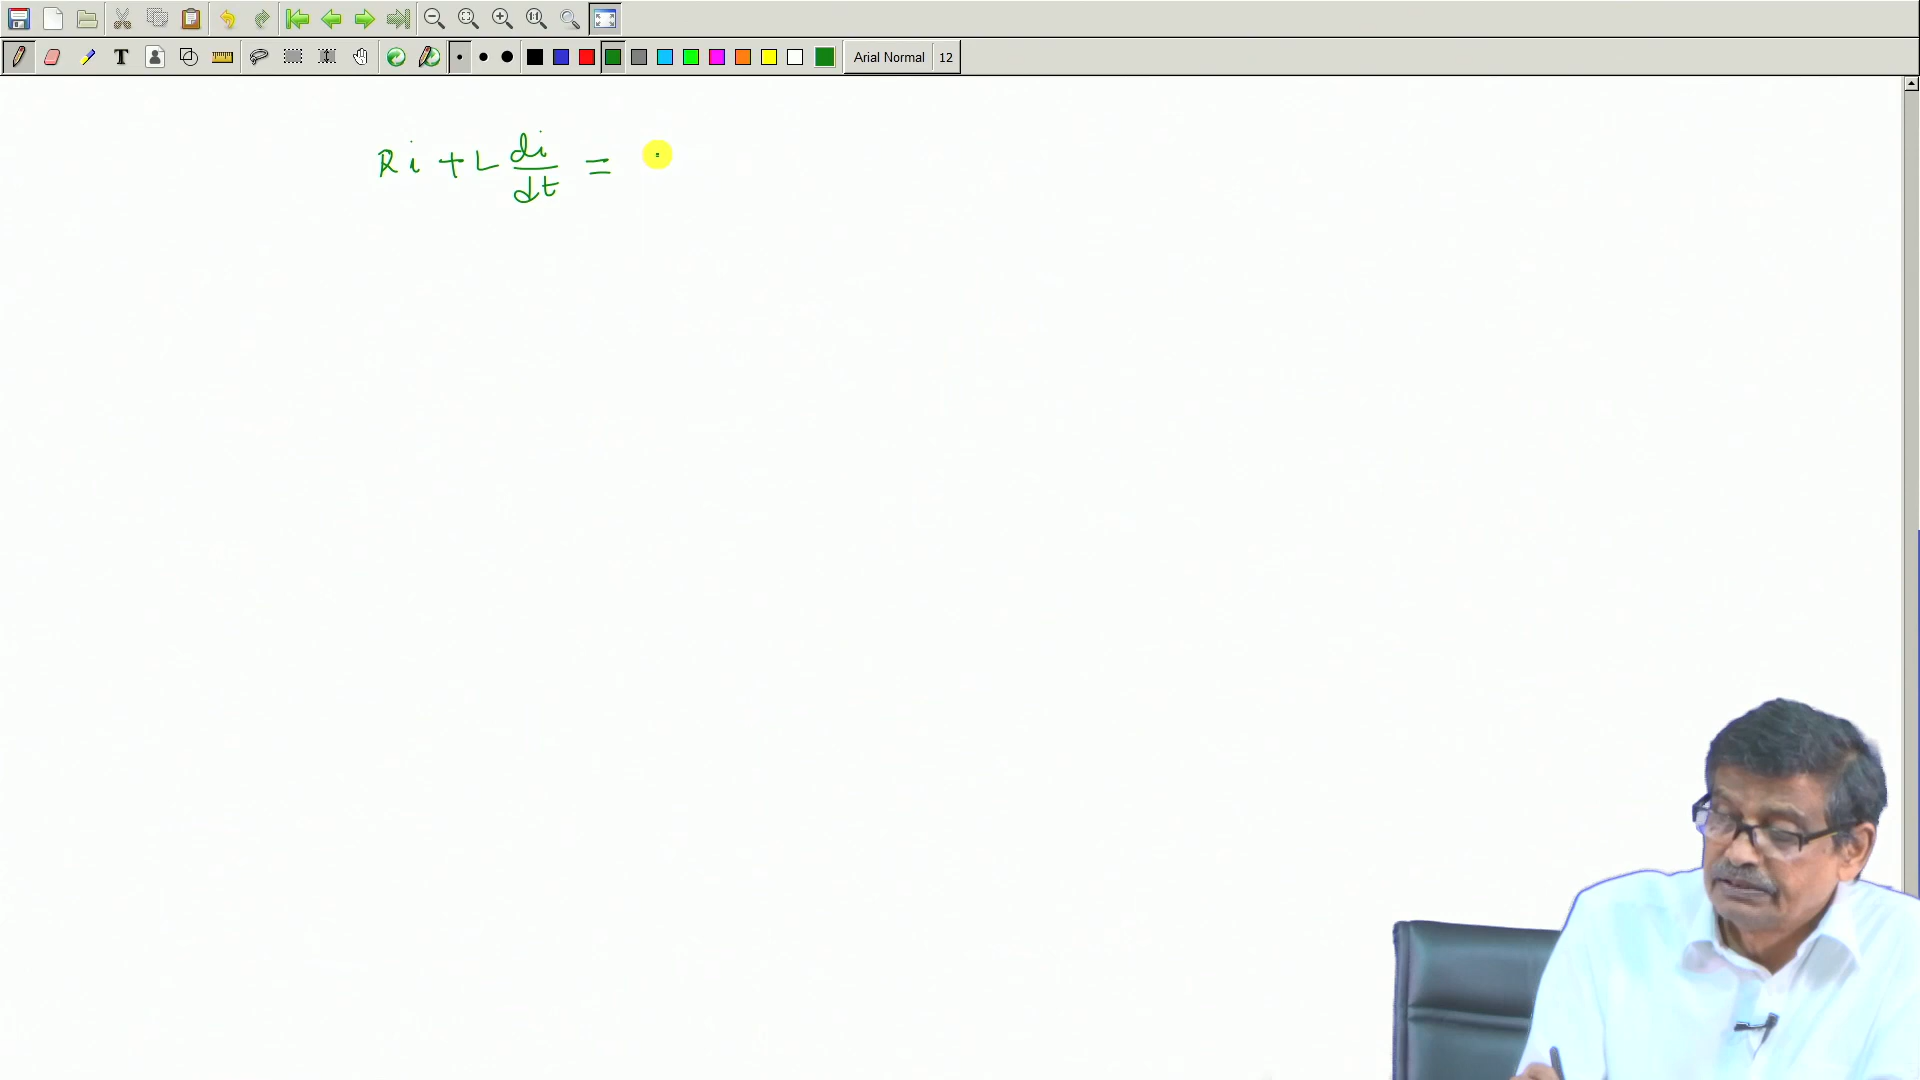 Arial Normal 12
Ri + L di/dt =